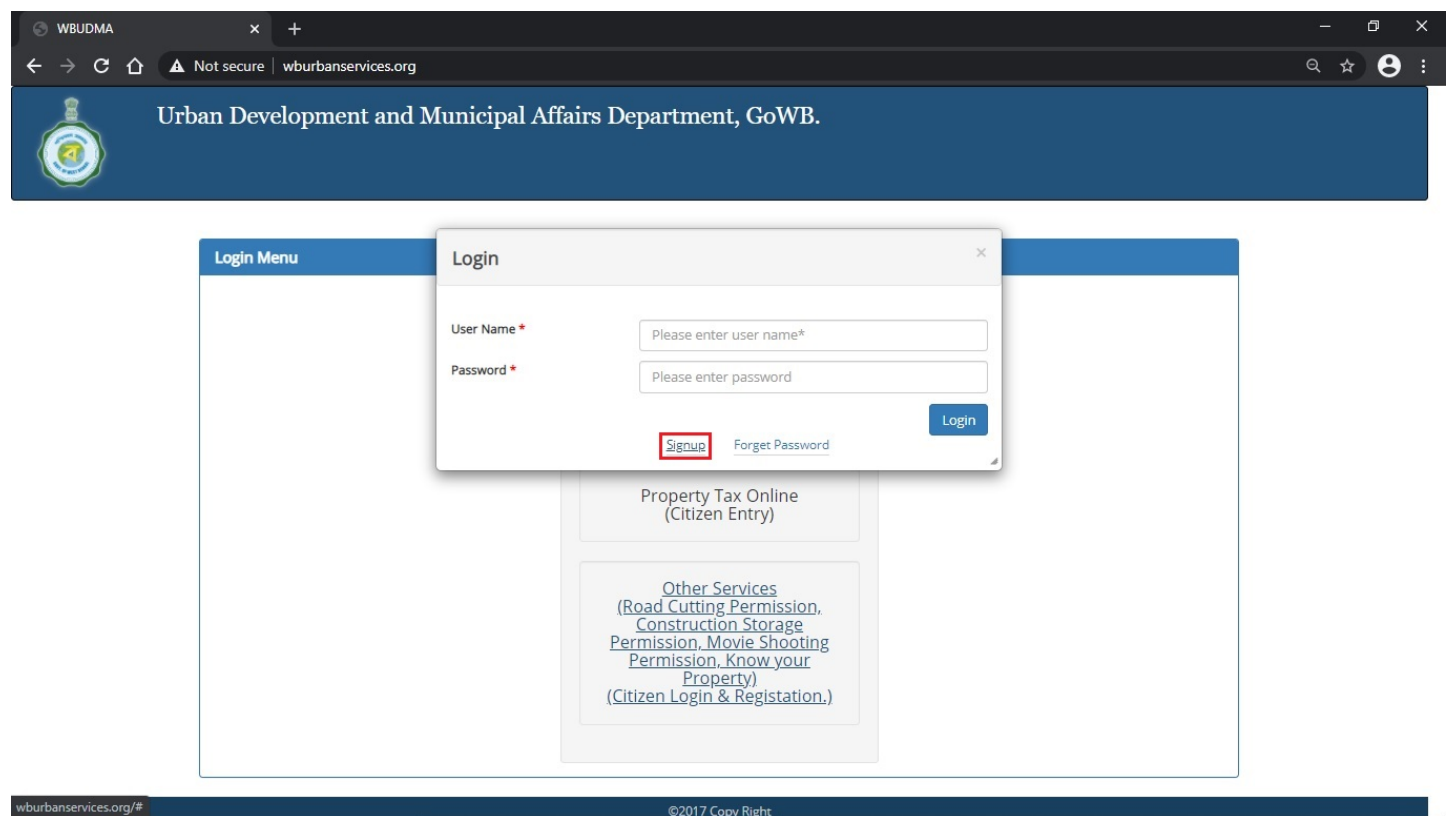 WBUDMA
Not secure | wburbanservices.org
Urban Development and Municipal Affairs Department, GoWB.
Login Menu
Login
User Name *
Please enter user name*
Password *
Please enter password
Login
Signup
Forget Password
Property Tax Online
(Citizen Entry)
Other Services
(Road Cutting Permission,
Construction Storage
Permission, Movie Shooting
Permission, Know your
Property)
(Citizen Login & Registation.)
wburbanservices.org/#
©2017 Copy Right